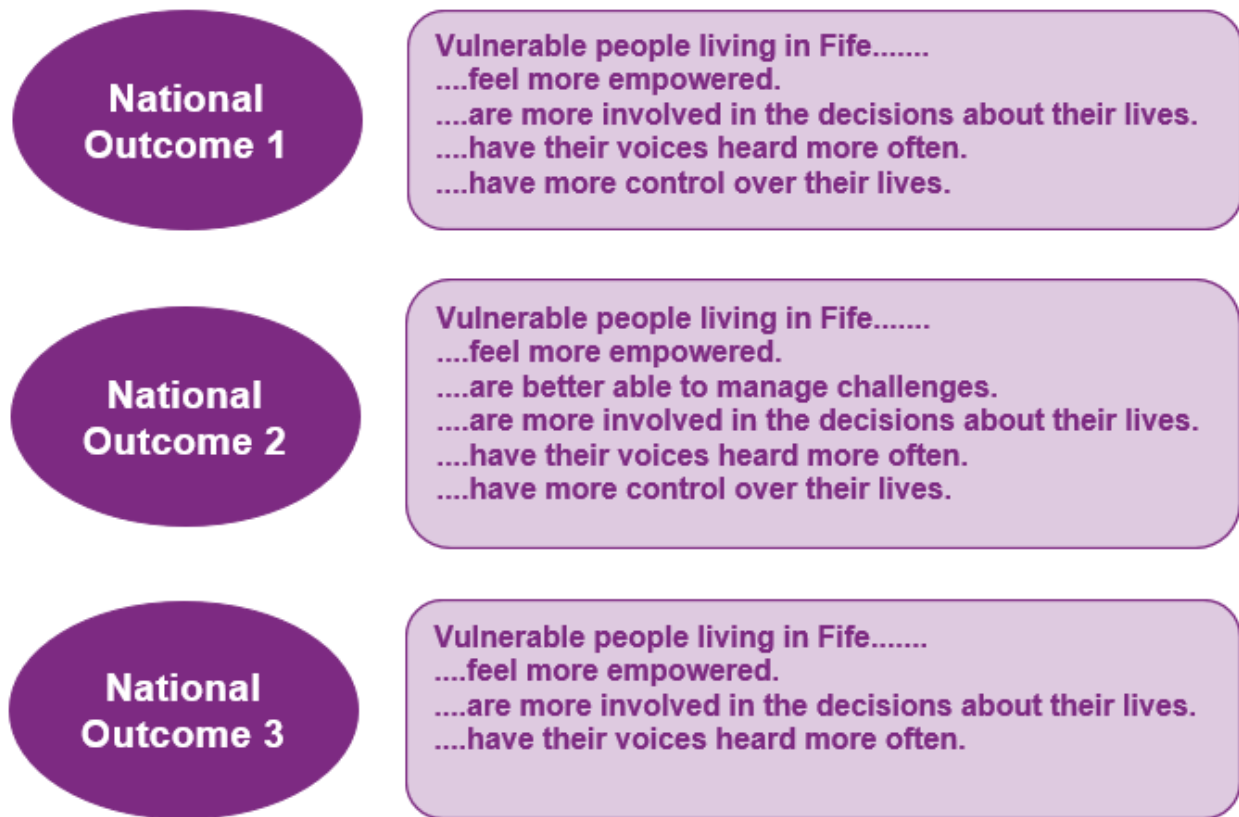 National
Outcome 1
Vulnerable people living in Fife.......
....feel more empowered.
....are more involved in the decisions about their lives.
....have their voices heard more often.
....have more control over their lives.
National
Outcome 2
Vulnerable people living in Fife.......
....feel more empowered.
....are better able to manage challenges.
....are more involved in the decisions about their lives.
....have their voices heard more often.
....have more control over their lives.
National
Outcome 3
Vulnerable people living in Fife.......
....feel more empowered.
....are more involved in the decisions about their lives.
....have their voices heard more often.